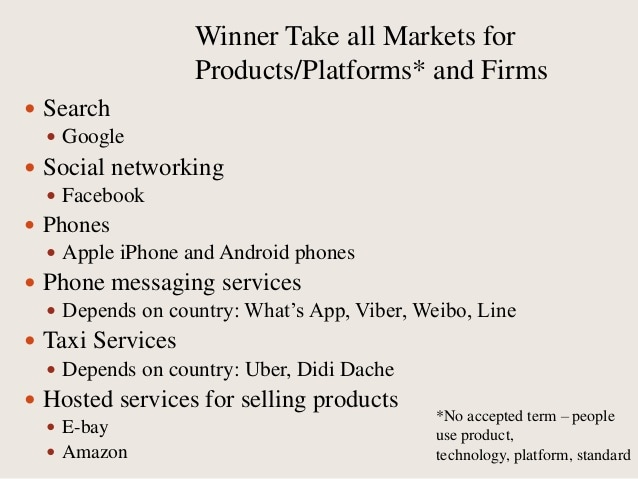 Winner Take all Markets for
Products/Platforms* and Firms
• Search
• Google
• Social networking
• Facebook
• Phones
• Apple iPhone and Android phones
• Phone messaging services
• Depends on country: What’s App, Viber, Weibo, Line
• Taxi Services
• Depends on country: Uber, Didi Dache
• Hosted services for selling products
• E-bay
• Amazon
*No accepted term – people
use product,
technology, platform, standard